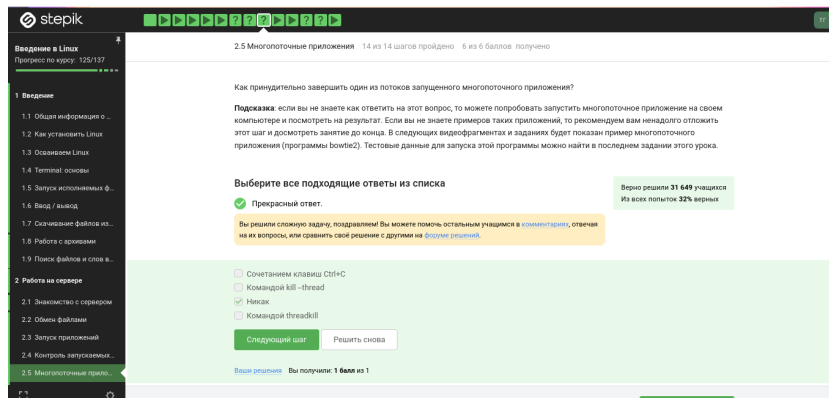 stepik
ТГ
Введение в Linux
Прогресс по курсу: 125/137
1 Введение
1.1 Общая информация о ...
1.2 Как установить Linux
1.3 Осваиваем Linux
1.4 Terminal: основы
1.5 Запуск исполняемых ф...
1.6 Ввод / вывод
1.7 Скачивание файлов из...
1.8 Работа с архивами
1.9 Поиск файлов и слов в...
2 Работа на сервере
2.1 Знакомство с сервером
2.2 Обмен файлами
2.3 Запуск приложений
2.4 Контроль запускаемых...
2.5 Многопоточные прило...
2.5 Многопоточные приложения 14 из 14 шагов пройдено 6 из 6 баллов получено
Как принудительно завершить один из потоков запущенного многопоточного приложения?
Подсказка: если вы не знаете как ответить на этот вопрос, то можете попробовать запустить многопоточное приложение на своем
компьютере и посмотреть на результат. Если вы не знаете примеров таких приложений, то рекомендуем вам ненадолго отложить
этот шаг и досмотреть занятие до конца. В следующих видеофрагментах и заданиях будет показан пример многопоточного
приложения (программы bowtie2). Тестовые данные для запуска этой программы можно найти в последнем задании этого урока.
Выберите все подходящие ответы из списка
Прекрасный ответ.
Верно решили 31 649 учащихся
Из всех попыток 32% верных
Вы решили сложную задачу, поздравляем! Вы можете помочь остальным учащимся в комментариях, отвечая
на их вопросы, или сравнить своё решение с другими на форуме решений.
Сочетанием клавиш Ctrl+C
Командой kill –thread
Никак
Командой threadkill
Следующий шаг
Решить снова
Ваши решения Вы получили: 1 балл из 1